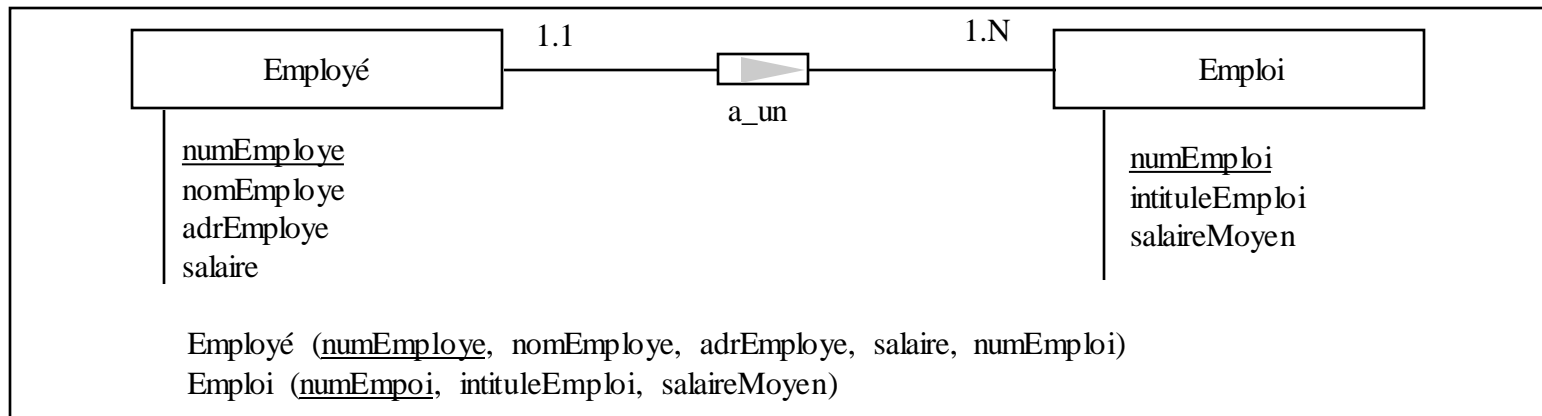 1.1
1.N
Employé
Emploi
a_un
numEmploye
nomEmploye
adrEmploye
salaire
numEmploi
intituleEmploi
salaireMoyen
Employé (numEmploye, nomEmploye, adrEmploye, salaire, numEmploi)
Emploi (numEmpoi, intituleEmploi, salaireMoyen)